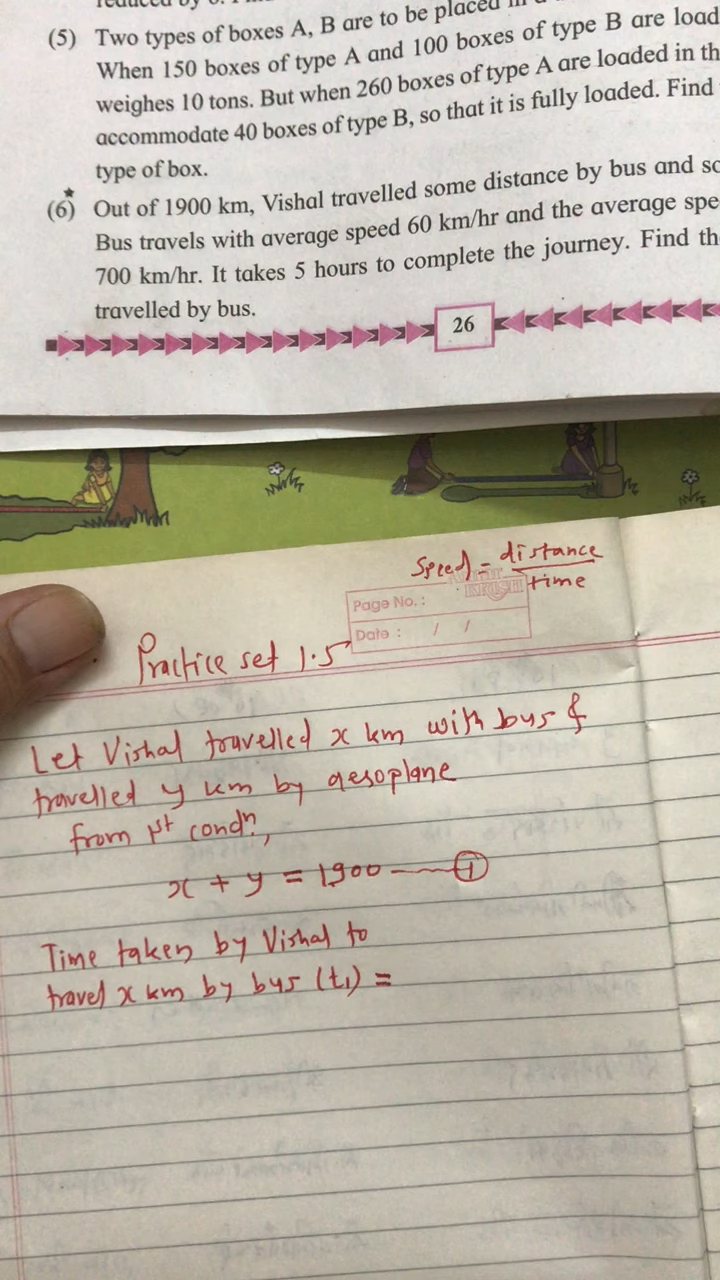 (5) Two types of boxes A, B are to be placed in a
When 150 boxes of type A and 100 boxes of type B are load
weighes 10 tons. But when 260 boxes of type A are loaded in th
accommodate 40 boxes of type B, so that it is fully loaded. Find
type of box.
(6)* Out of 1900 km, Vishal travelled some distance by bus and so
Bus travels with average speed 60 km/hr and the average spe
700 km/hr. It takes 5 hours to complete the journey. Find th
travelled by bus.
26
Speed = distance / time
Page No.:
Date : / /
Practice set 1.5
Let Vishal travelled x km with bus &
travelled y km by aesoplane
from 1st condn,
x + y = 1900 —— ①
Time taken by Vishal to
travel x km by bus (t1) =